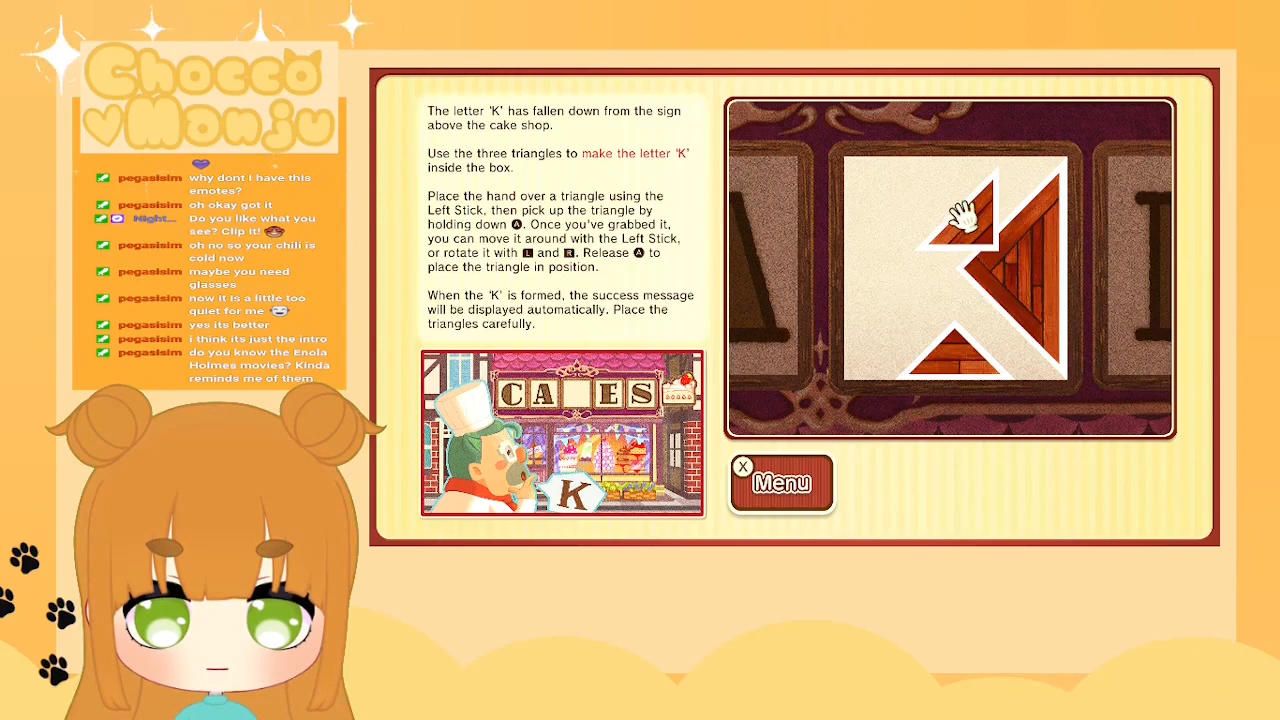 Chocco
Manju
pegasisim why dont i have this
emotes?
pegasisim oh okay got it
Night... Do you like what you
see? Clip it!
pegasisim oh no so your chili is
cold now
pegasisim maybe you need
glasses
pegasisim now it is a little too
quiet for me
pegasisim yes its better
pegasisim i think its just the intro
pegasisim do you know the Enola
Holmes movies? Kinda
reminds me of them
The letter 'K' has fallen down from the sign
above the cake shop.
Use the three triangles to make the letter 'K'
inside the box.
Place the hand over a triangle using the
Left Stick, then pick up the triangle by
holding down A. Once you've grabbed it,
you can move it around with the Left Stick,
or rotate it with L and R. Release A to
place the triangle in position.
When the 'K' is formed, the success message
will be displayed automatically. Place the
triangles carefully.
CA ES
K
X Menu